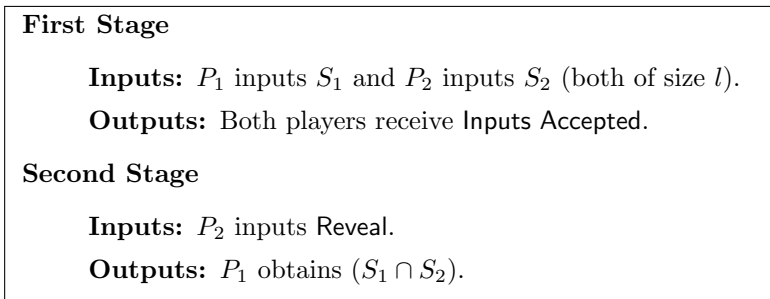 First Stage
Inputs: P₁ inputs S₁ and P₂ inputs S₂ (both of size l).
Outputs: Both players receive Inputs Accepted.
Second Stage
Inputs: P₂ inputs Reveal.
Outputs: P₁ obtains (S₁ ∩ S₂).